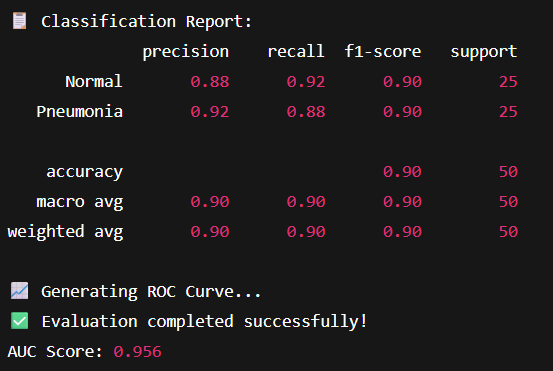 📋 Classification Report:
precision recall f1-score support
Normal 0.88 0.92 0.90 25
Pneumonia 0.92 0.88 0.90 25
accuracy 0.90 50
macro avg 0.90 0.90 0.90 50
weighted avg 0.90 0.90 0.90 50
📈 Generating ROC Curve...
✅ Evaluation completed successfully!
AUC Score: 0.956